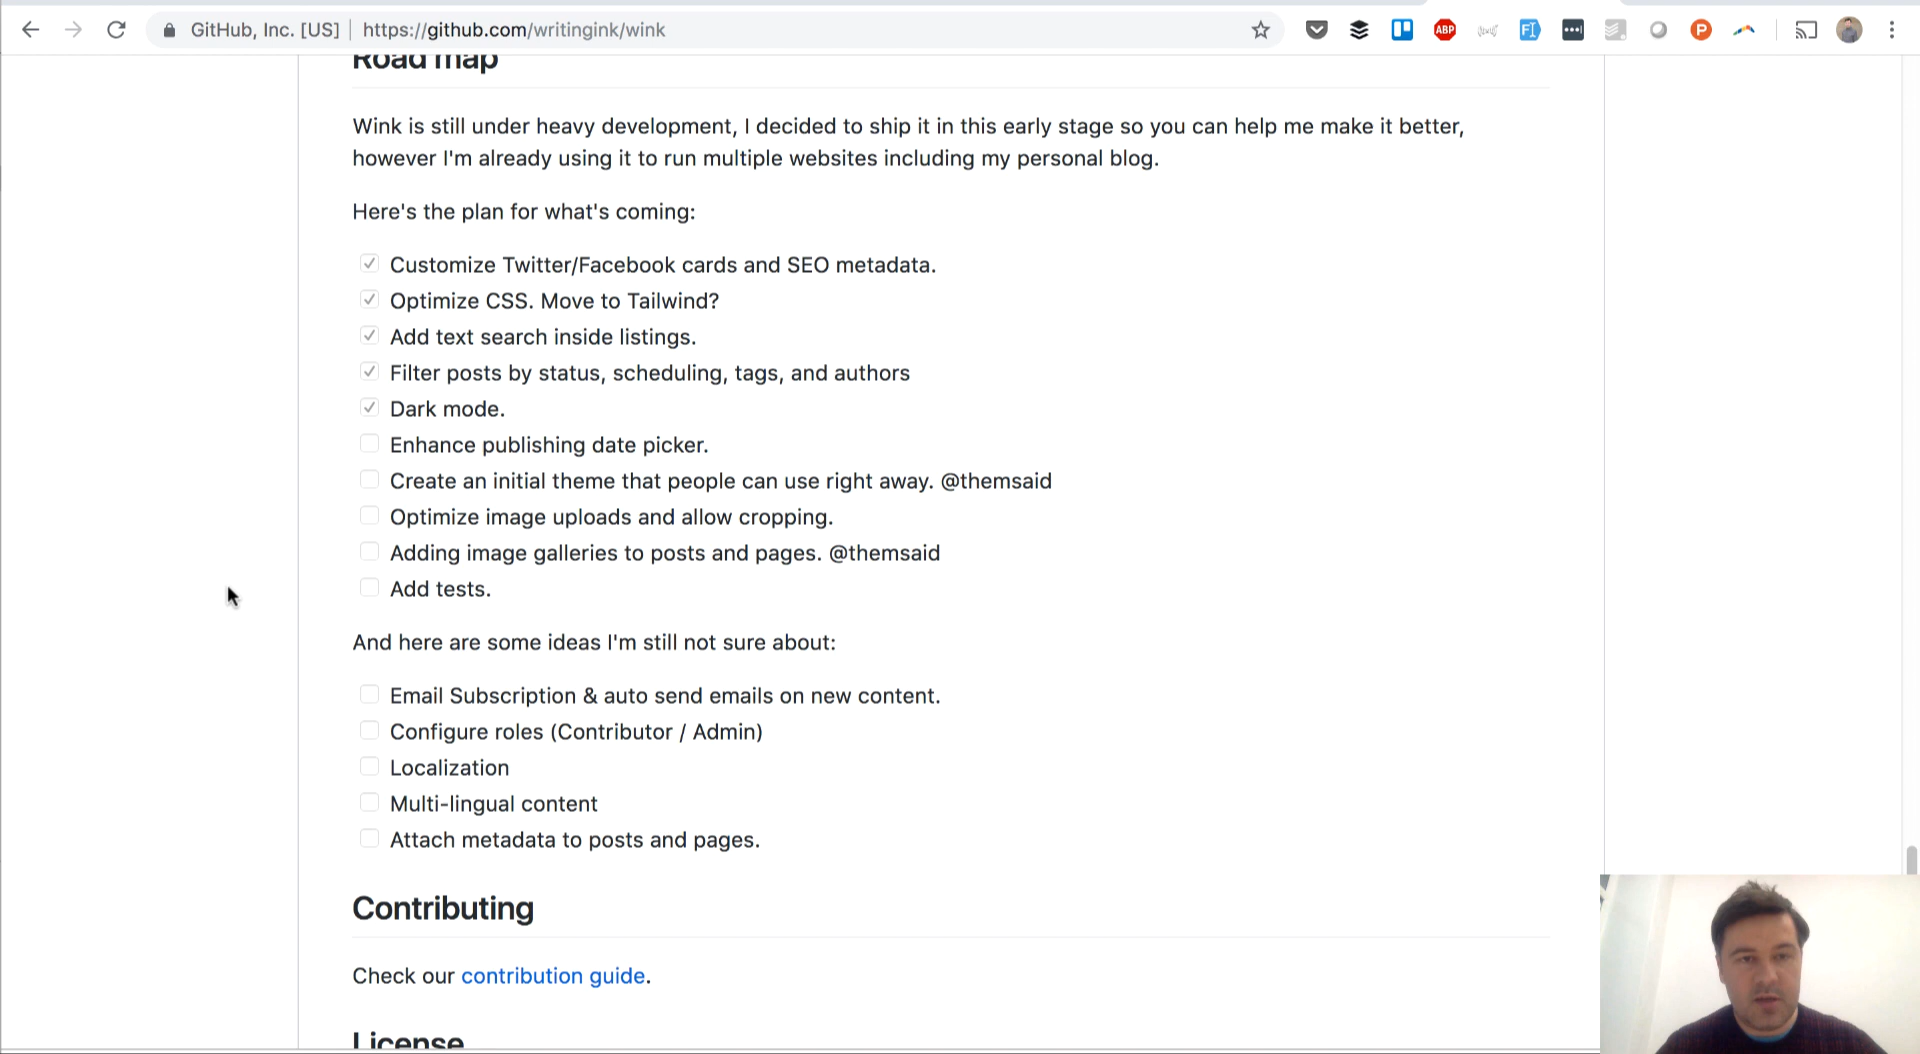 GitHub, Inc. [US] | https://github.com/writingink/wink
ABP
P
Road map
Wink is still under heavy development, I decided to ship it in this early stage so you can help me make it better,
however I'm already using it to run multiple websites including my personal blog.
Here's the plan for what's coming:
Customize Twitter/Facebook cards and SEO metadata.
Optimize CSS. Move to Tailwind?
Add text search inside listings.
Filter posts by status, scheduling, tags, and authors
Dark mode.
Enhance publishing date picker.
Create an initial theme that people can use right away. @themsaid
Optimize image uploads and allow cropping.
Adding image galleries to posts and pages. @themsaid
Add tests.
And here are some ideas I'm still not sure about:
Email Subscription & auto send emails on new content.
Configure roles (Contributor / Admin)
Localization
Multi-lingual content
Attach metadata to posts and pages.
Contributing
Check our contribution guide.
License